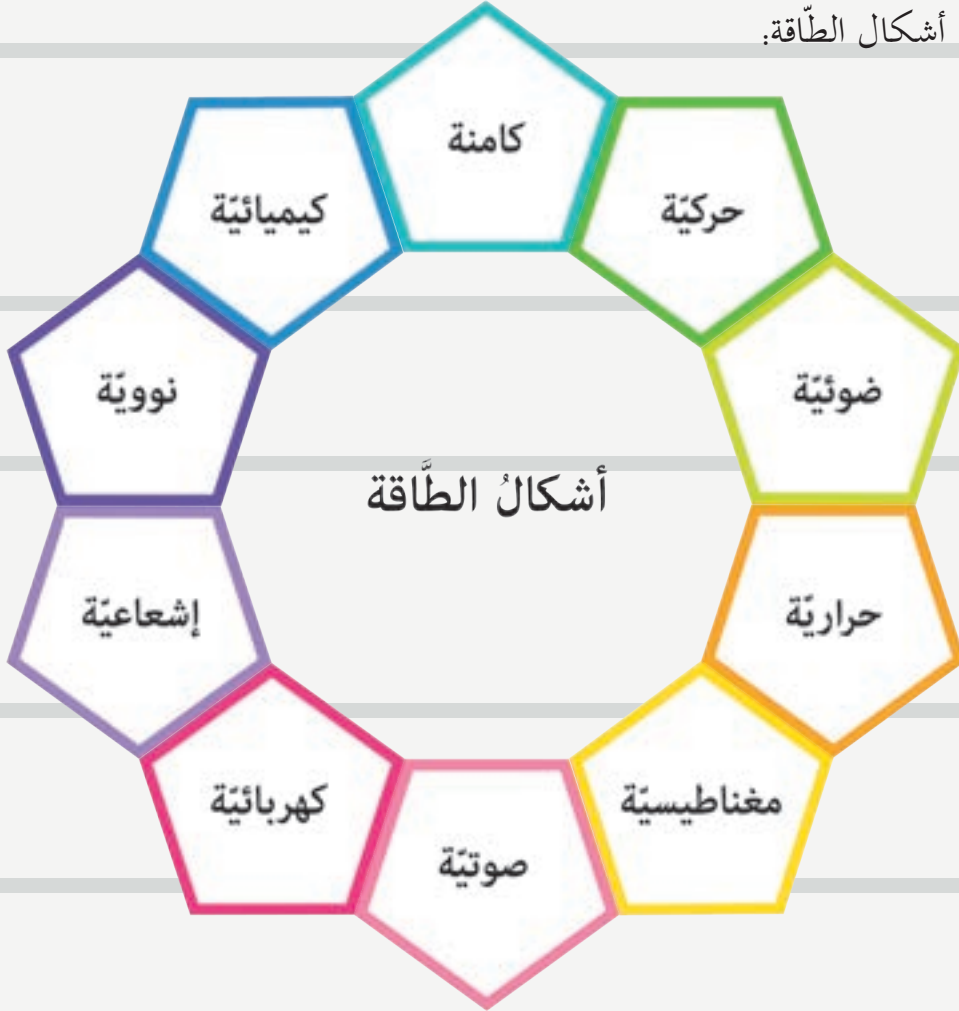 أشكال الطّاقة:
كامنة
حركيّة
كيميائيّة
ضوئيّة
نوويّة
أشكالُ الطَّاقة
حراريّة
إشعاعيّة
مغناطيسيّة
كهربائيّة
صوتيّة